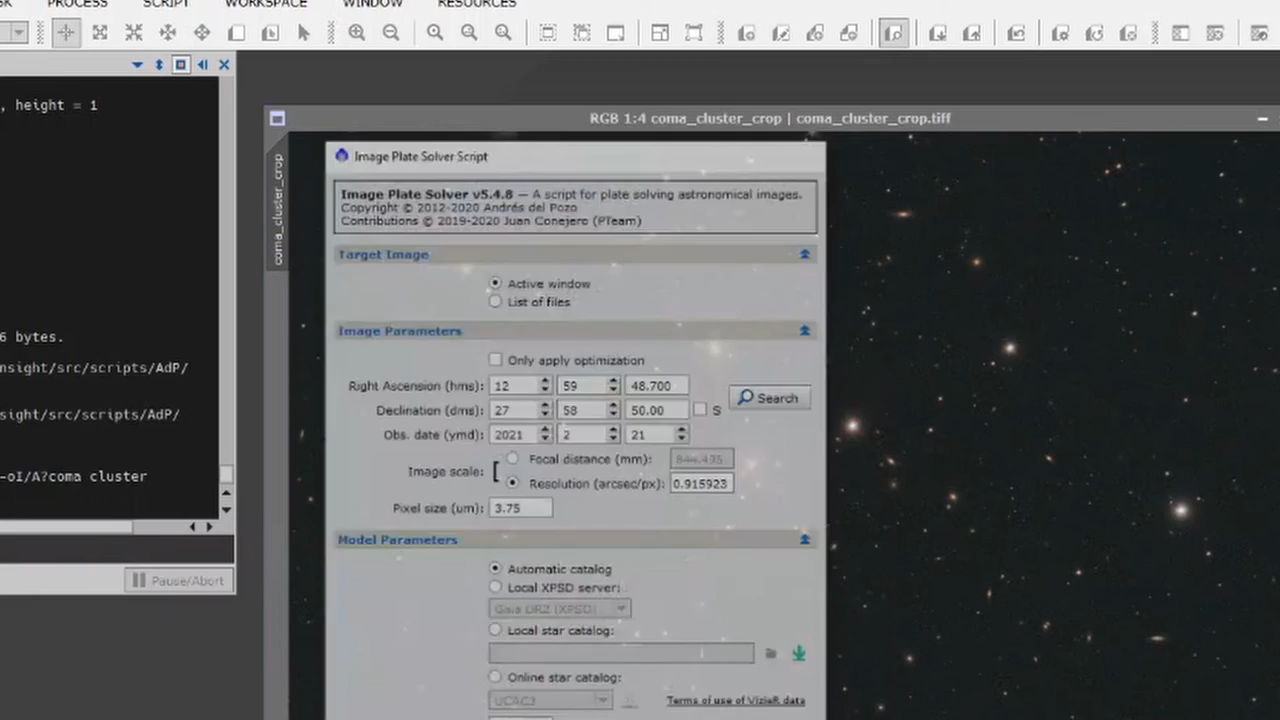 PROCESS SCRIPT WORKSPACE WINDOW RESOURCES
, height = 1
6 bytes.
nsight/src/scripts/AdP/
sight/src/scripts/AdP/
-oI/A?coma cluster
Pause/Abort
RGB 1:4 coma_cluster_crop | coma_cluster_crop.tiff
coma_cluster_crop
Image Plate Solver Script
Image Plate Solver v5.4.8 — A script for plate solving astronomical images.
Copyright © 2012-2020 Andrés del Pozo
Contributions © 2019-2020 Juan Conejero (PTeam)
Target Image
Active window
List of files
Image Parameters
Only apply optimization
Right Ascension (hms): 12 59 48.700
Search
Declination (dms): 27 58 50.00 S
Obs. date (ymd): 2021 2 21
Focal distance (mm): 844.495
Image scale:
Resolution (arcsec/px): 0.915923
Pixel size (um): 3.75
Model Parameters
Automatic catalog
Local XPSD server:
Gaia DR2 (XPSD)
Local star catalog:
Online star catalog:
UCAC3 Terms of use of VizieR data